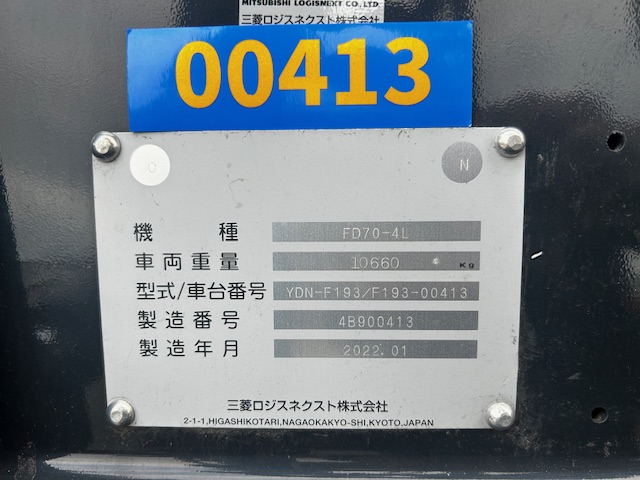 MITSUBISHI LOGISNEXT CO., LTD.
三菱ロジスネクスト株式会社
00413
O N
機種 FD70-4L
車両重量 10660 Kg
型式/車台番号 YDN-F193/F193-00413
製造番号 4B900413
製造年月 2022.01
三菱ロジスネクスト株式会社
2-1-1,HIGASHIKOTARI,NAGAOKAKYO-SHI,KYOTO,JAPAN